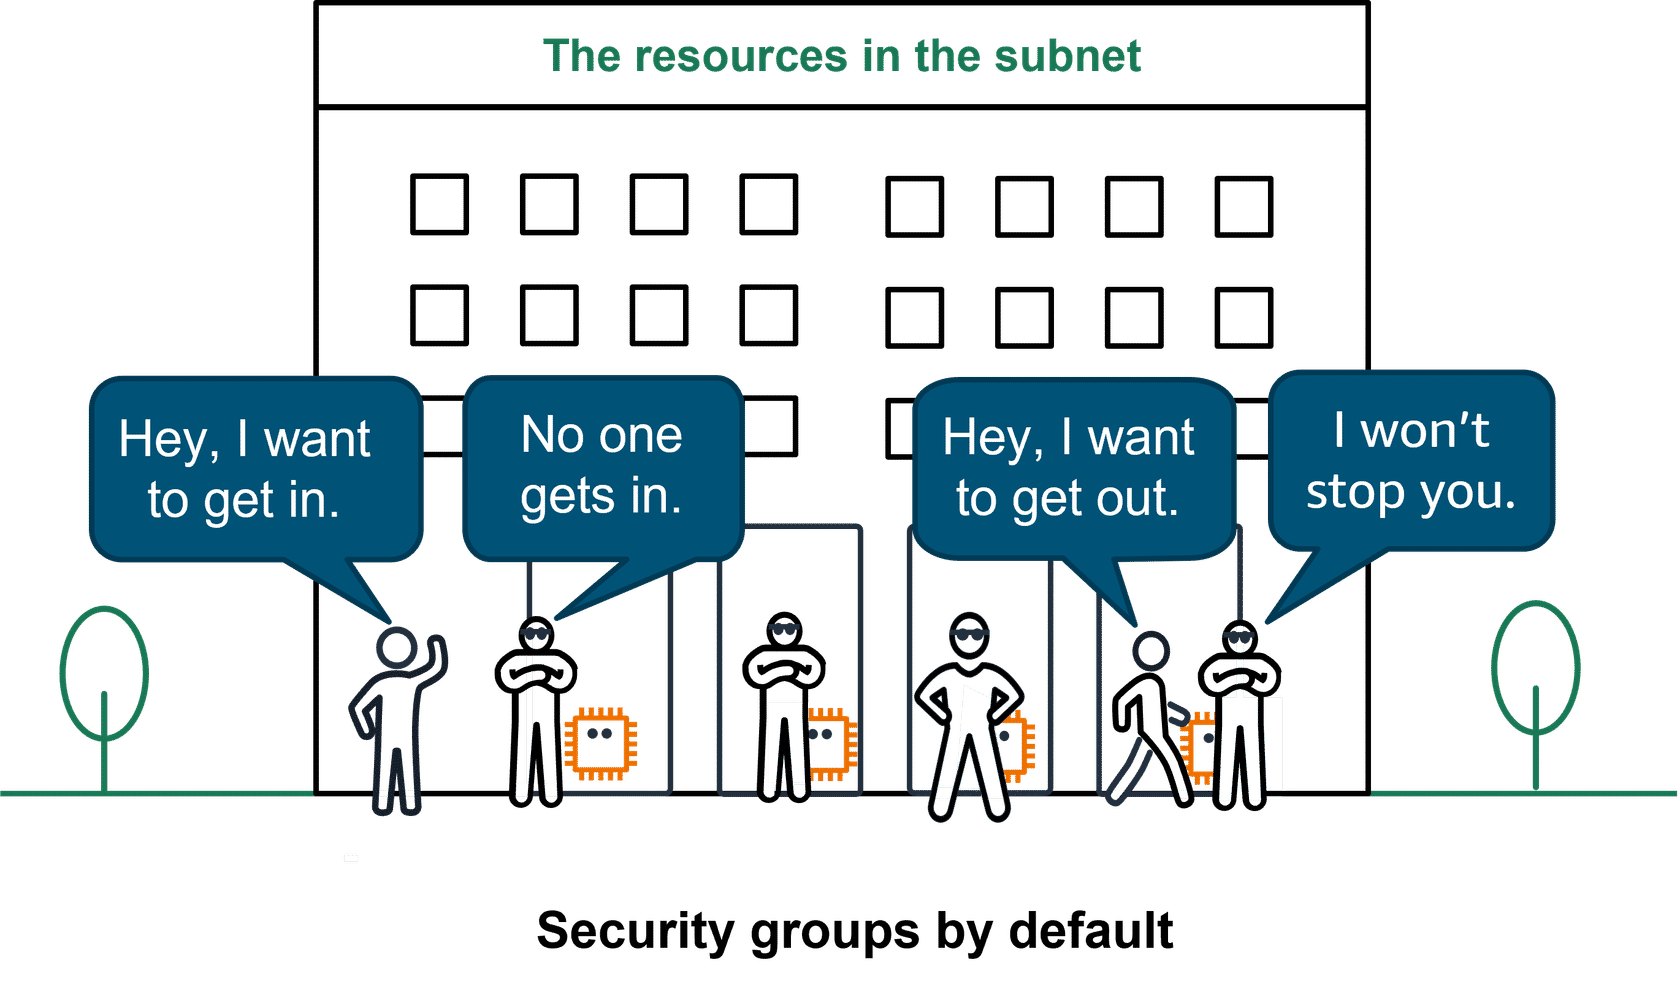 The resources in the subnet
Hey, I want
to get in.
No one
gets in.
Hey, I want
to get out.
I won't
stop you.
Security groups by default